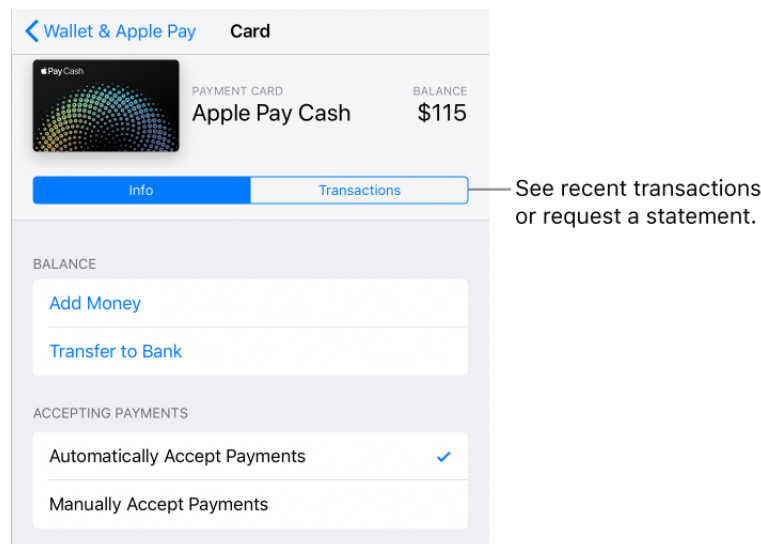 Wallet & Apple Pay Card
Pay Cash
PAYMENT CARD BALANCE
Apple Pay Cash $115
Info Transactions
See recent transactions
or request a statement.
BALANCE
Add Money
Transfer to Bank
ACCEPTING PAYMENTS
Automatically Accept Payments
Manually Accept Payments